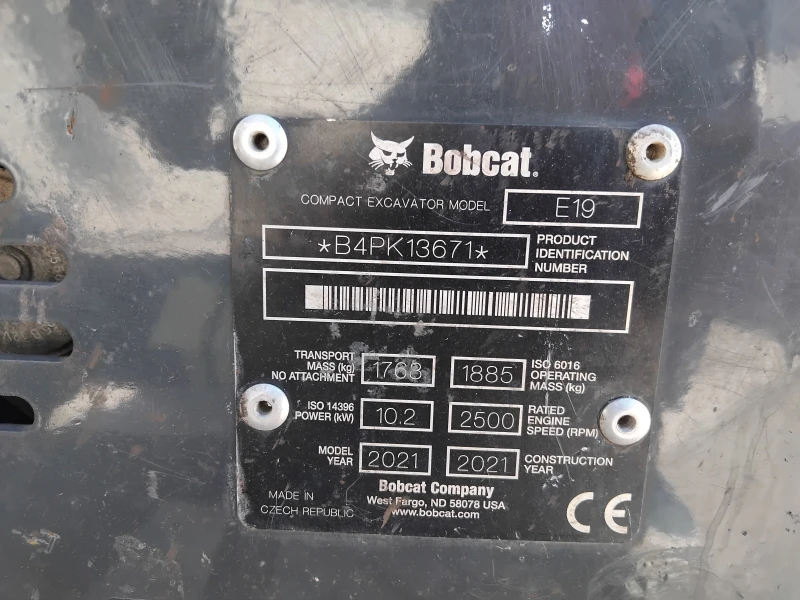 Bobcat.
COMPACT EXCAVATOR MODEL E19
*B4PK13671* PRODUCT IDENTIFICATION NUMBER
TRANSPORT MASS (kg) NO ATTACHMENT 1768
1885 ISO 6016 OPERATING MASS (kg)
ISO 14396 POWER (kW) 10.2
2500 RATED ENGINE SPEED (RPM)
MODEL YEAR 2021
2021 CONSTRUCTION YEAR
Bobcat Company
West Fargo, ND 58078 USA
www.bobcat.com
MADE IN
CZECH REPUBLIC
CE